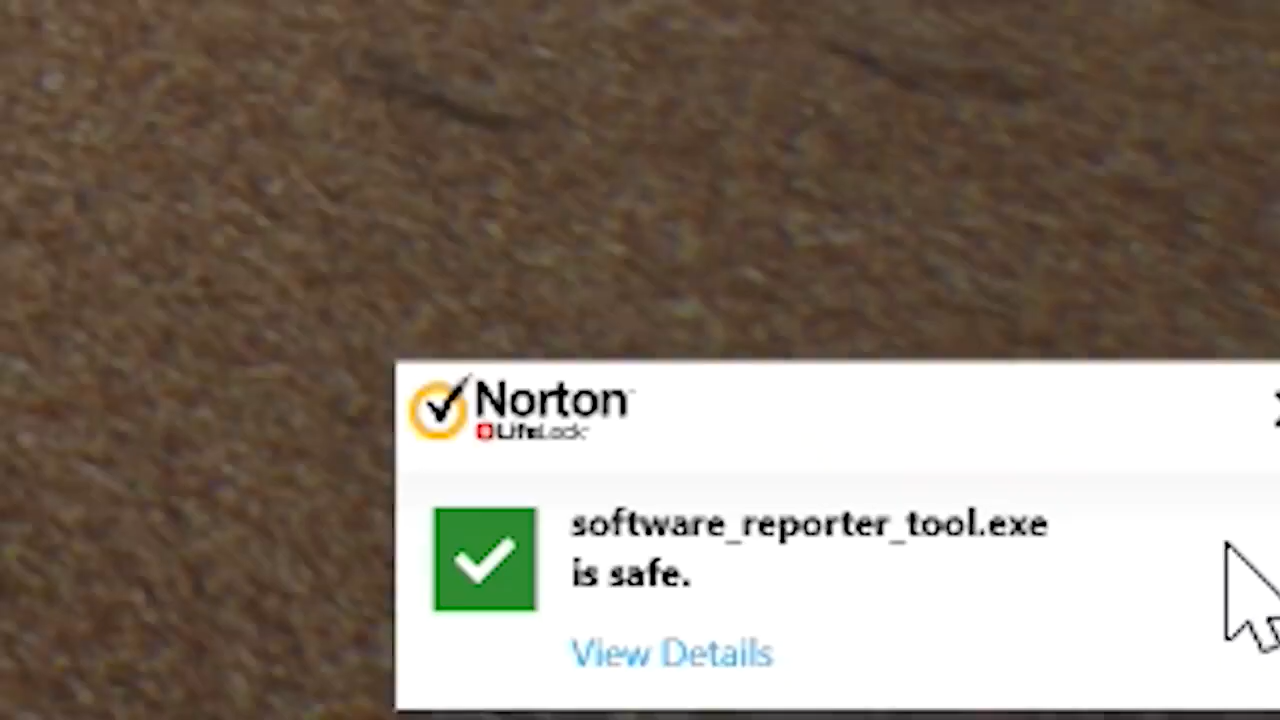 Norton
LifeLock
software_reporter_tool.exe
is safe.
View Details